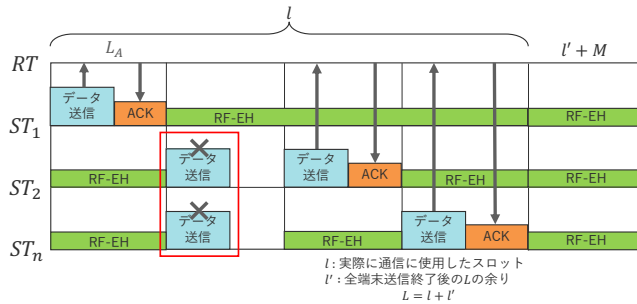 l
L_A
l' + M
RT
データ
送信
ACK
RF-EH
RF-EH
ST_1
データ
送信
データ
送信
ACK
RF-EH
RF-EH
RF-EH
ST_2
データ
送信
データ
送信
ACK
RF-EH
RF-EH
RF-EH
ST_n
l : 実際に通信に使用したスロット
l' : 全端末送信終了後のLの余り
L = l + l'